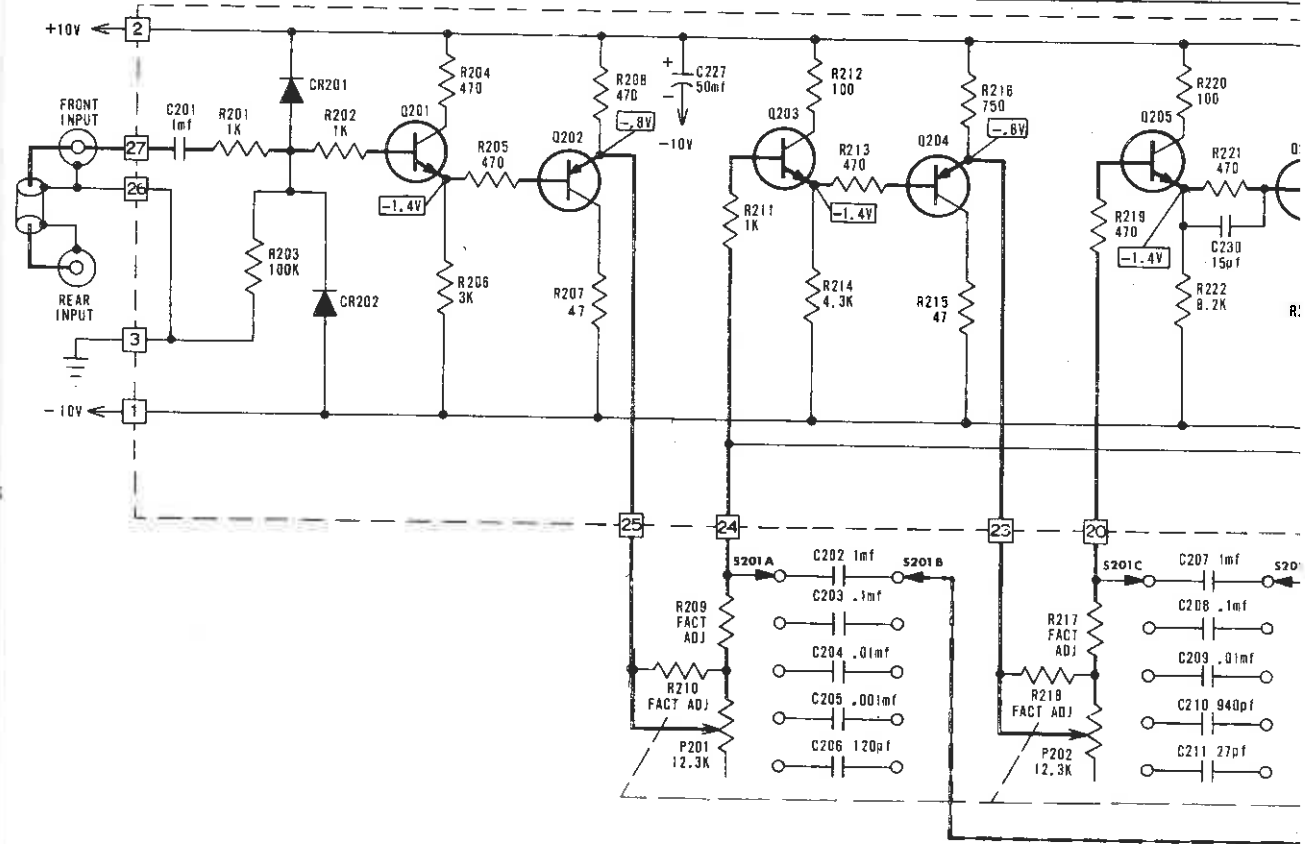 +10V
2
CR201
R204
470
R208
470
C227
50mf
+
-
-10V
R212
100
R216
750
R220
100
FRONT
INPUT
C201
1mf
R201
1K
R202
1K
Q201
Q202
-.8V
Q203
Q204
-.6V
Q205
27
26
R205
470
R213
470
R221
470
-1.4V
-1.4V
-1.4V
R211
1K
R219
470
C230
15pf
R203
100K
CR202
R206
3K
R207
47
R214
4.3K
R215
47
R222
8.2K
REAR
INPUT
3
-10V
1
25
24
23
20
S201A
C202 1mf
S201B
C203 .1mf
C204 .01mf
C205 .001mf
C206 120pf
R209
FACT
ADJ
R210
FACT ADJ
P201
12.3K
S201C
C207 1mf
C208 .1mf
C209 .01mf
C210 940pf
C211 27pf
R217
FACT
ADJ
R218
FACT ADJ
P202
12.3K